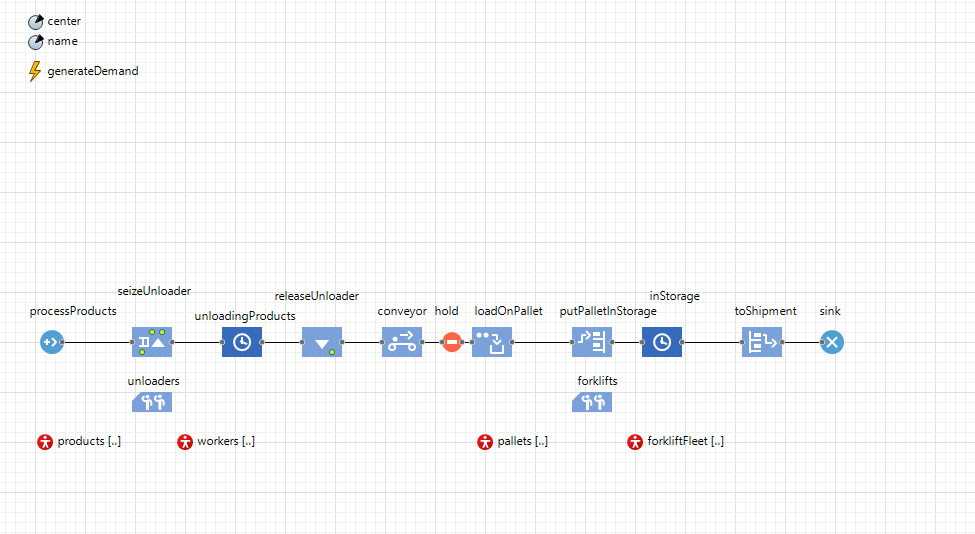 center
name
generateDemand
seizeUnloader
releaseUnloader
inStorage
processProducts
unloadingProducts
conveyor
hold
loadOnPallet
putPalletInStorage
toShipment
sink
unloaders
forklifts
products [..]
workers [..]
pallets [..]
forkliftFleet [..]